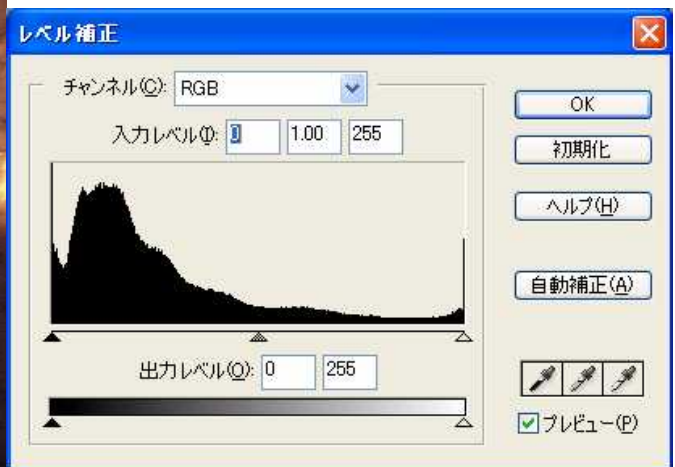 レベル補正
チャンネル(C): RGB
入力レベル(I): 0 1.00 255
出力レベル(O): 0 255
OK
初期化
ヘルプ(H)
自動補正(A)
プレビュー(P)